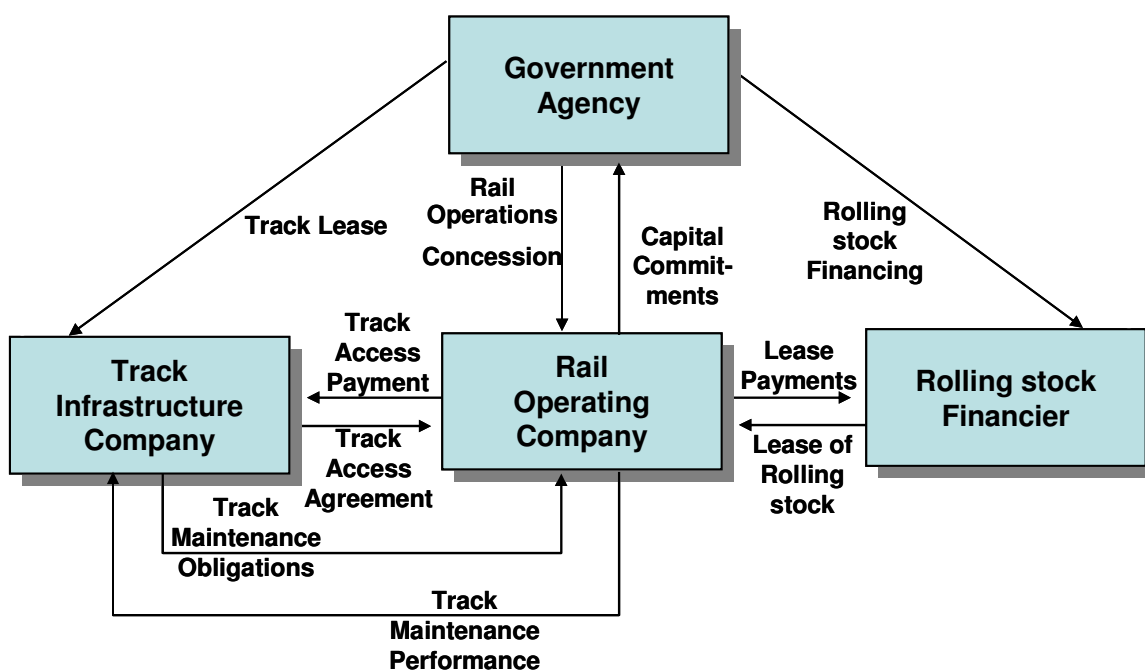 Government
Agency
Track Lease
Rail
Operations
Concession
Capital
Commit-
ments
Rolling
stock
Financing
Track
Infrastructure
Company
Track
Access
Payment
Track
Access
Agreement
Rail
Operating
Company
Lease
Payments
Lease of
Rolling
stock
Rolling stock
Financier
Track
Maintenance
Obligations
Track
Maintenance
Performance